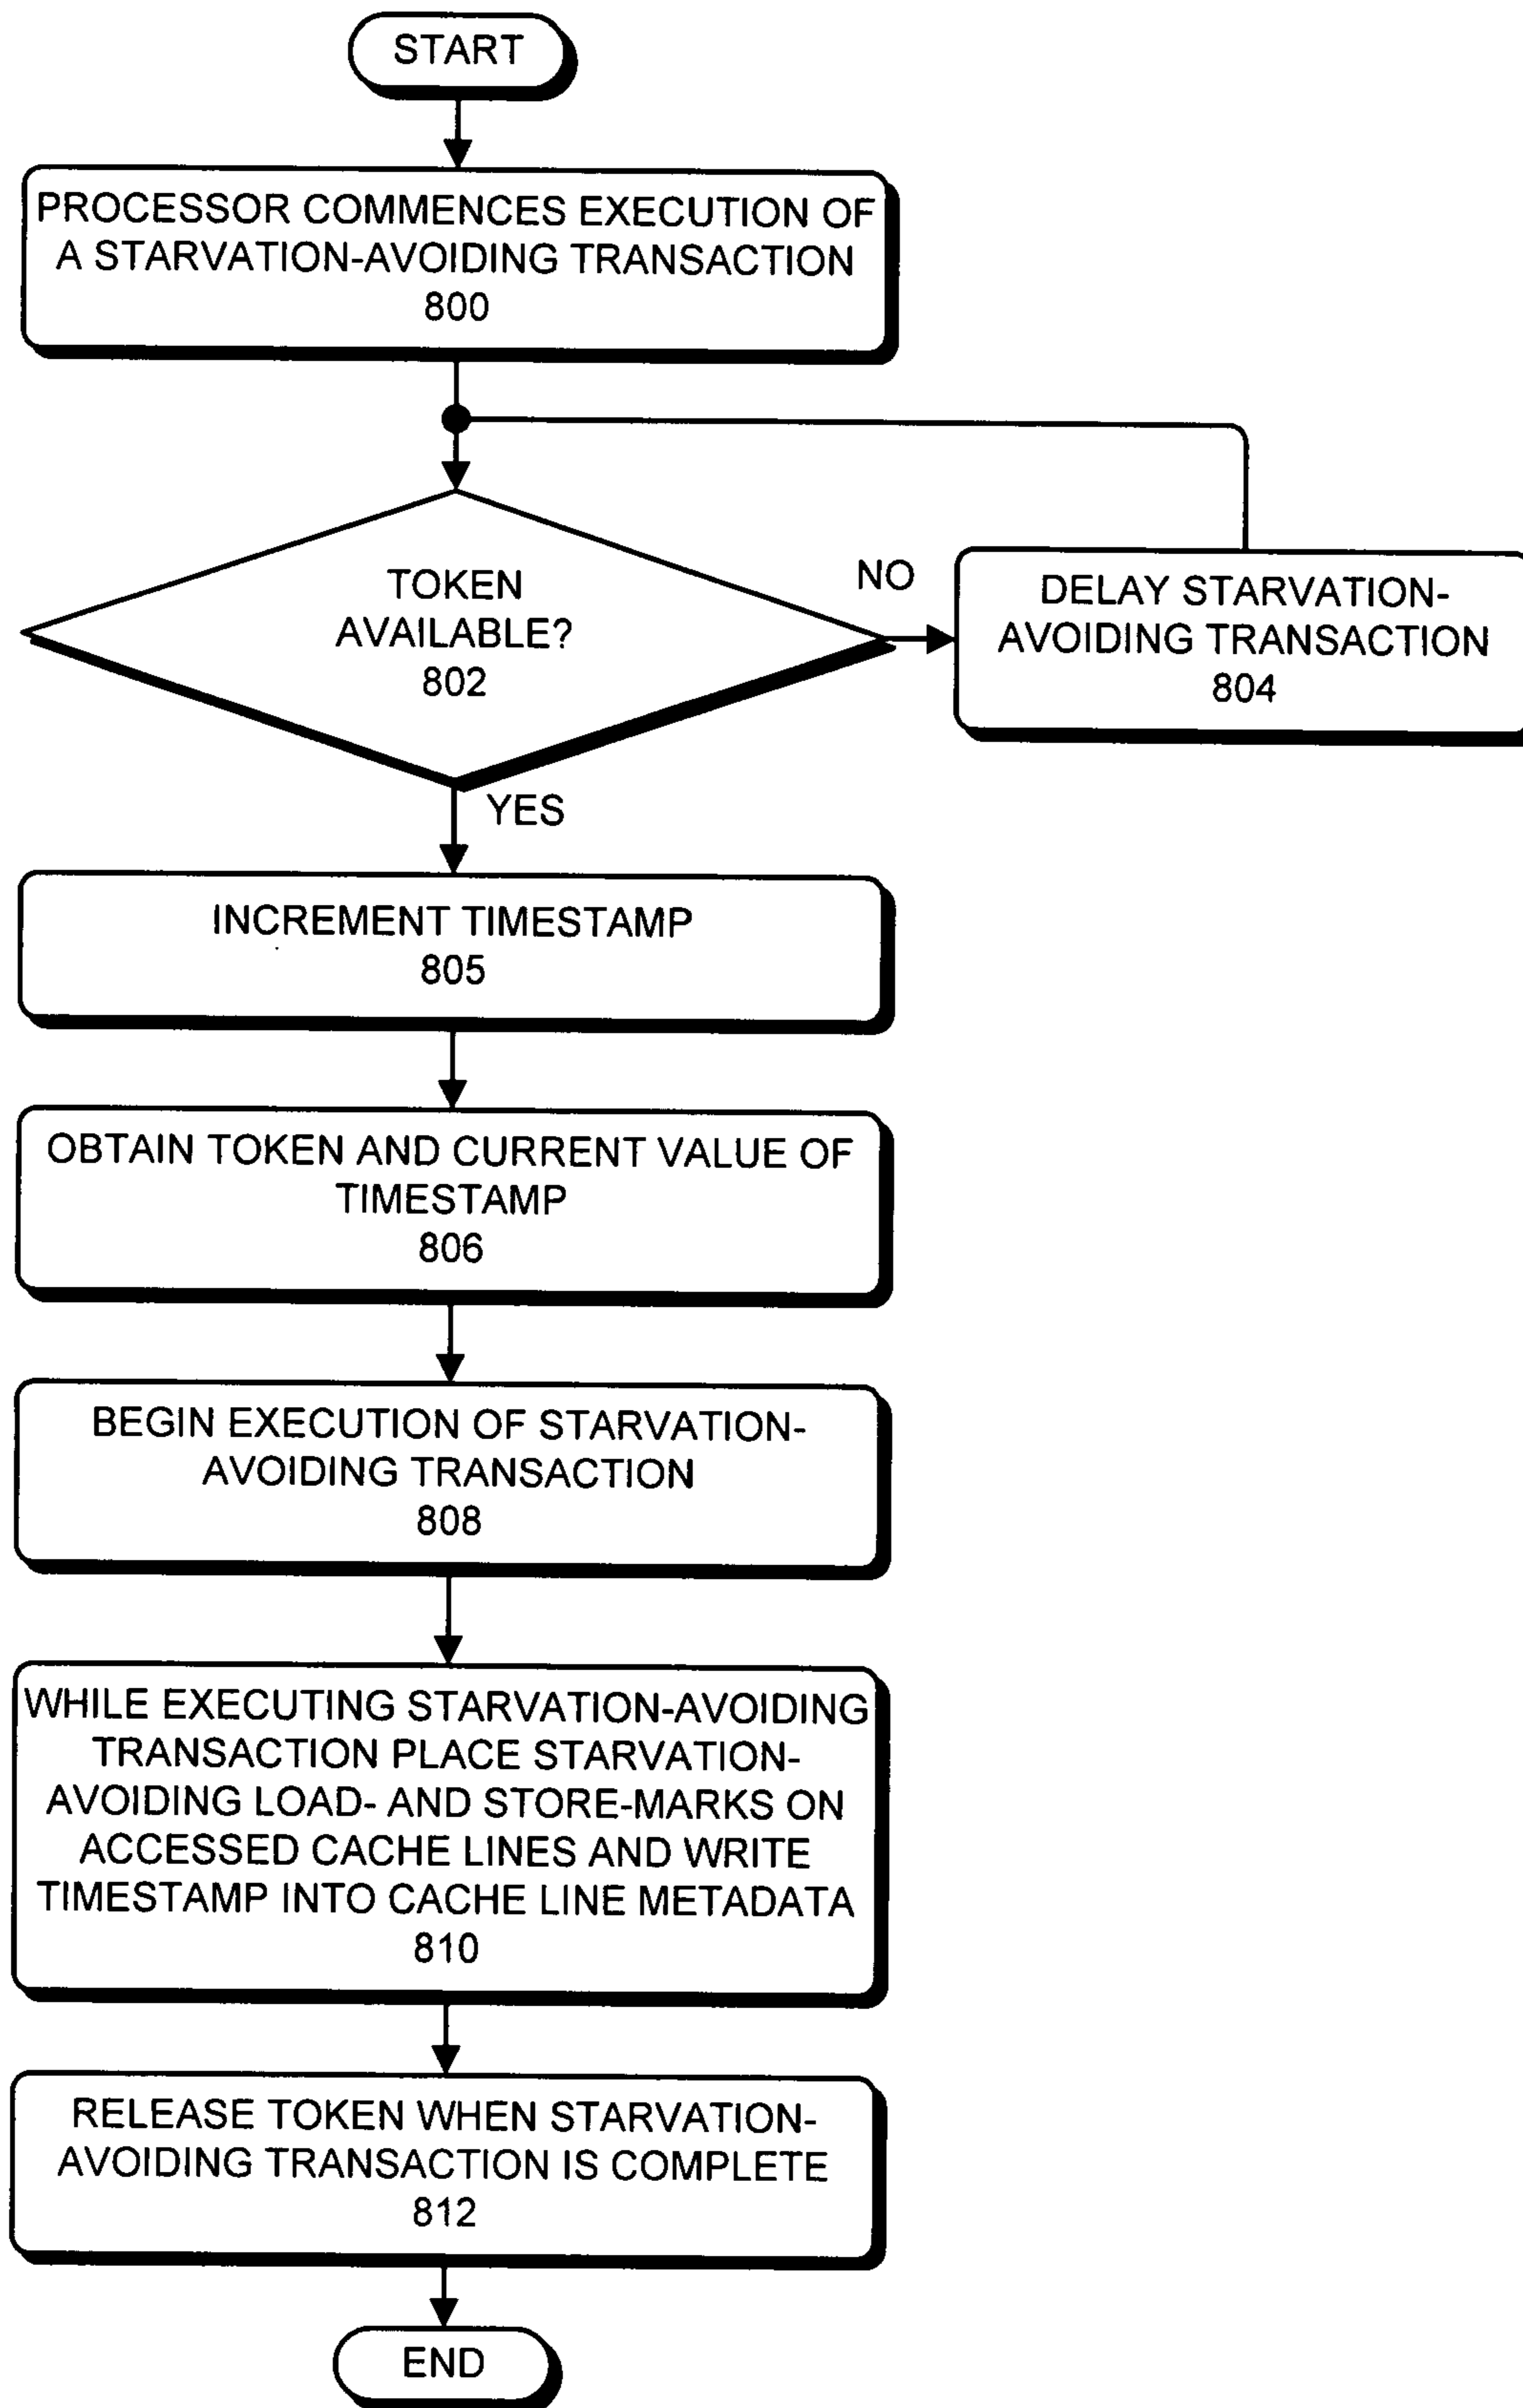 START
PROCESSOR COMMENCES EXECUTION OF
A STARVATION-AVOIDING TRANSACTION
800
TOKEN
AVAILABLE?
802
NO
DELAY STARVATION-
AVOIDING TRANSACTION
804
YES
INCREMENT TIMESTAMP
805
OBTAIN TOKEN AND CURRENT VALUE OF
TIMESTAMP
806
BEGIN EXECUTION OF STARVATION-
AVOIDING TRANSACTION
808
WHILE EXECUTING STARVATION-AVOIDING
TRANSACTION PLACE STARVATION-
AVOIDING LOAD- AND STORE-MARKS ON
ACCESSED CACHE LINES AND WRITE
TIMESTAMP INTO CACHE LINE METADATA
810
RELEASE TOKEN WHEN STARVATION-
AVOIDING TRANSACTION IS COMPLETE
812
END